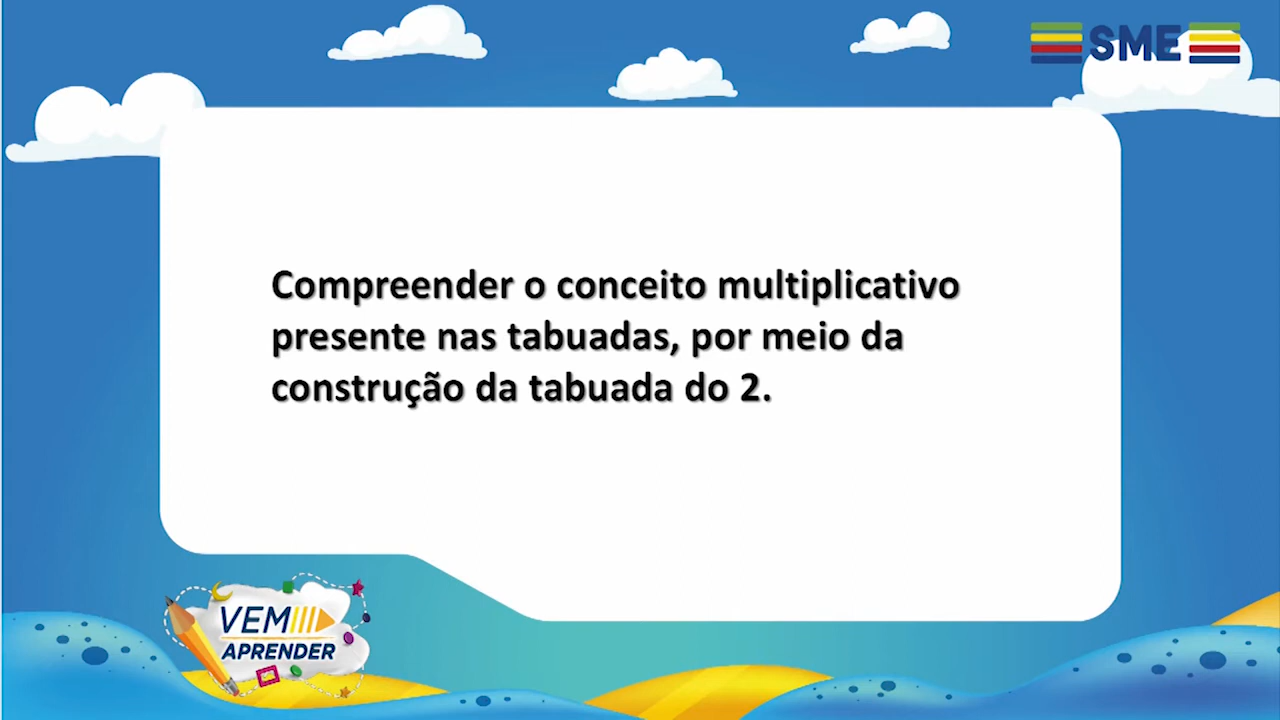 SME
Compreender o conceito multiplicativo
presente nas tabuadas, por meio da
construção da tabuada do 2.
VEM
APRENDER